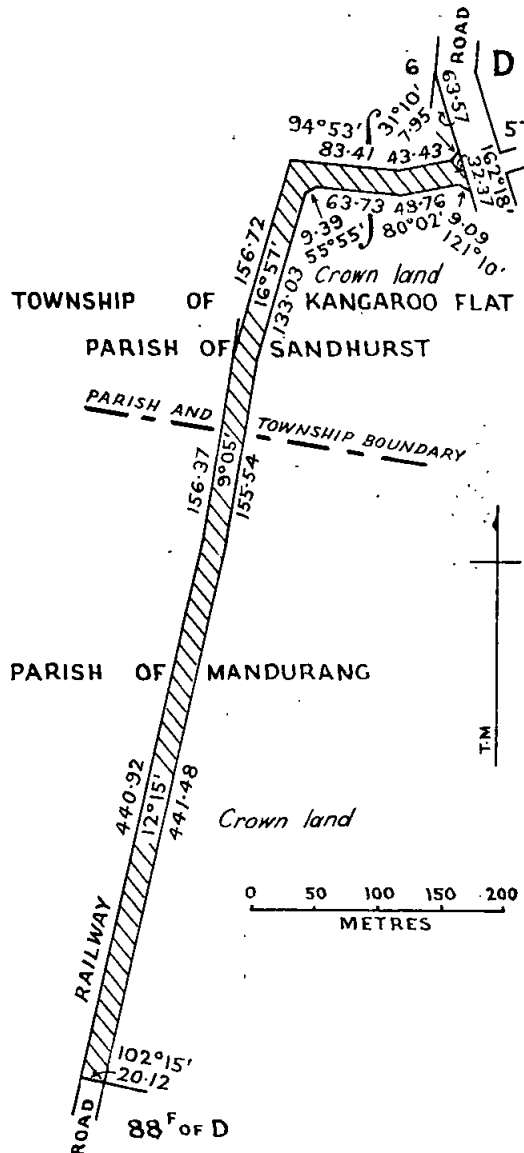 ROAD
6
D
63·57
5
31°10'
7·95
94°53'
83·41
43·43
162°18'
32·37
63·73
48·76
9·39
55°55'
80°02'
9·09
121°10'
156·72
16°57'
133·03
Crown land
TOWNSHIP OF KANGAROO FLAT
PARISH OF SANDHURST
PARISH AND TOWNSHIP BOUNDARY
156·37
9°05'
155·54
PARISH OF MANDURANG
T.M
440·92
12°15'
441·48
Crown land
0 50 100 150 200
METRES
RAILWAY
102°15'
20·12
ROAD
88F OF D